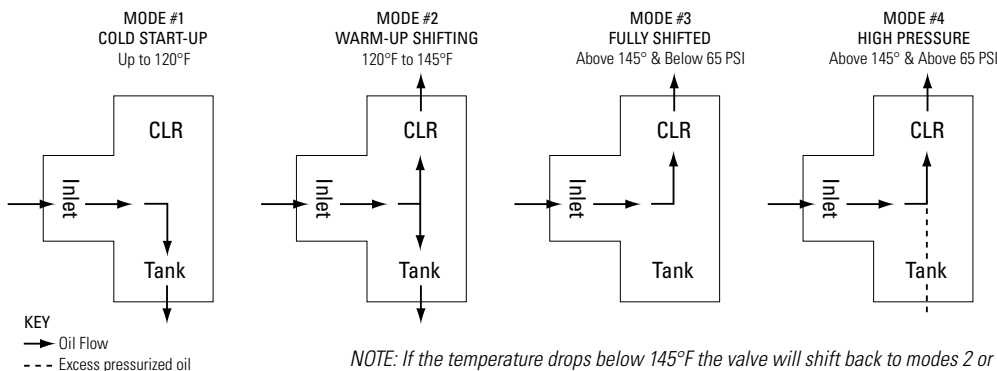 MODE #1
COLD START-UP
Up to 120°F
MODE #2
WARM-UP SHIFTING
120°F to 145°F
MODE #3
FULLY SHIFTED
Above 145° & Below 65 PSI
MODE #4
HIGH PRESSURE
Above 145° & Above 65 PSI
CLR
Inlet
Tank
CLR
Inlet
Tank
CLR
Inlet
Tank
CLR
Inlet
Tank
KEY
Oil Flow
Excess pressurized oil
NOTE: If the temperature drops below 145°F the valve will shift back to modes 2 or